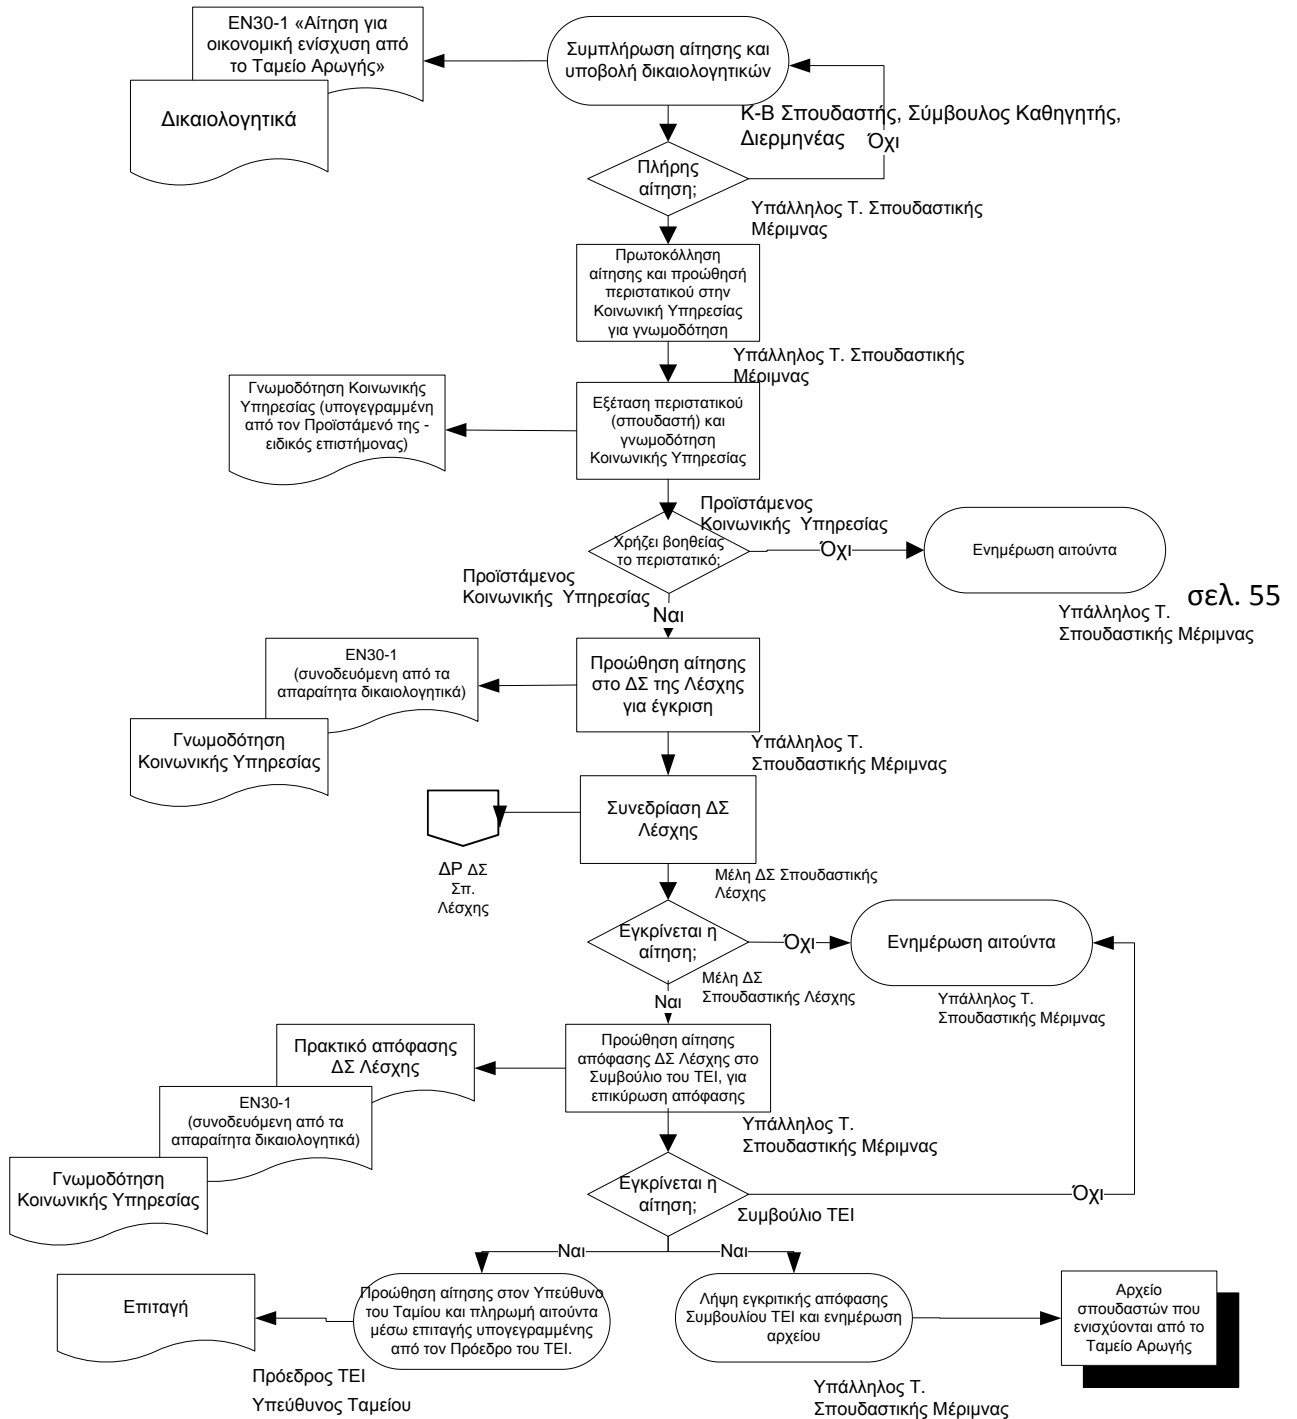 ΕΝ30-1 «Αίτηση για
οικονομική ενίσχυση από
το Ταμείο Αρωγής»
Δικαιολογητικά
Συμπλήρωση αίτησης και
υποβολή δικαιολογητικών
Κ-Β Σπουδαστής, Σύμβουλος Καθηγητής,
Διερμηνέας
Όχι
Πλήρης
αίτηση;
Υπάλληλος Τ. Σπουδαστικής
Μέριμνας
Πρωτοκόλληση
αίτησης και προώθησή
περιστατικού στην
Κοινωνική Υπηρεσίας
για γνωμοδότηση
Υπάλληλος Τ. Σπουδαστικής
Μέριμνας
Γνωμοδότηση Κοινωνικής
Υπηρεσίας (υπογεγραμμένη
από τον Προϊστάμενό της -
ειδικός επιστήμονας)
Εξέταση περιστατικού
(σπουδαστή) και
γνωμοδότηση
Κοινωνικής Υπηρεσίας
Προϊστάμενος
Κοινωνικής Υπηρεσίας
Χρήζει βοηθείας
το περιστατικό;
Όχι
Ενημέρωση αιτούντα
Προϊστάμενος
Κοινωνικής Υπηρεσίας
Ναι
σελ. 55
Υπάλληλος Τ.
Σπουδαστικής Μέριμνας
ΕΝ30-1
(συνοδευόμενη από τα
απαραίτητα δικαιολογητικά)
Γνωμοδότηση
Κοινωνικής Υπηρεσίας
Προώθηση αίτησης
στο ΔΣ της Λέσχης
για έγκριση
Υπάλληλος Τ.
Σπουδαστικής Μέριμνας
Συνεδρίαση ΔΣ
Λέσχης
ΔΡ ΔΣ
Σπ.
Λέσχης
Μέλη ΔΣ Σπουδαστικής
Λέσχης
Εγκρίνεται η
αίτηση;
Όχι
Ενημέρωση αιτούντα
Μέλη ΔΣ
Σπουδαστικής Λέσχης
Ναι
Υπάλληλος Τ.
Σπουδαστικής Μέριμνας
Πρακτικό απόφασης
ΔΣ Λέσχης
ΕΝ30-1
(συνοδευόμενη από τα
απαραίτητα δικαιολογητικά)
Γνωμοδότηση
Κοινωνικής Υπηρεσίας
Προώθηση αίτησης
απόφασης ΔΣ Λέσχης στο
Συμβούλιο του ΤΕΙ, για
επικύρωση απόφασης
Υπάλληλος Τ.
Σπουδαστικής Μέριμνας
Εγκρίνεται η
αίτηση;
Όχι
Συμβούλιο ΤΕΙ
Ναι
Ναι
Επιταγή
Προώθηση αίτησης στον Υπεύθυνο
του Ταμίου και πληρωμή αιτούντα
μέσω επιταγής υπογεγραμμένης
από τον Πρόεδρο του ΤΕΙ.
Λήψη εγκριτικής απόφασης
Συμβουλίου ΤΕΙ και ενημέρωση
αρχείου
Αρχείο
σπουδαστών που
ενισχύονται από το
Ταμείο Αρωγής
Πρόεδρος ΤΕΙ
Υπεύθυνος Ταμείου
Υπάλληλος Τ.
Σπουδαστικής Μέριμνας